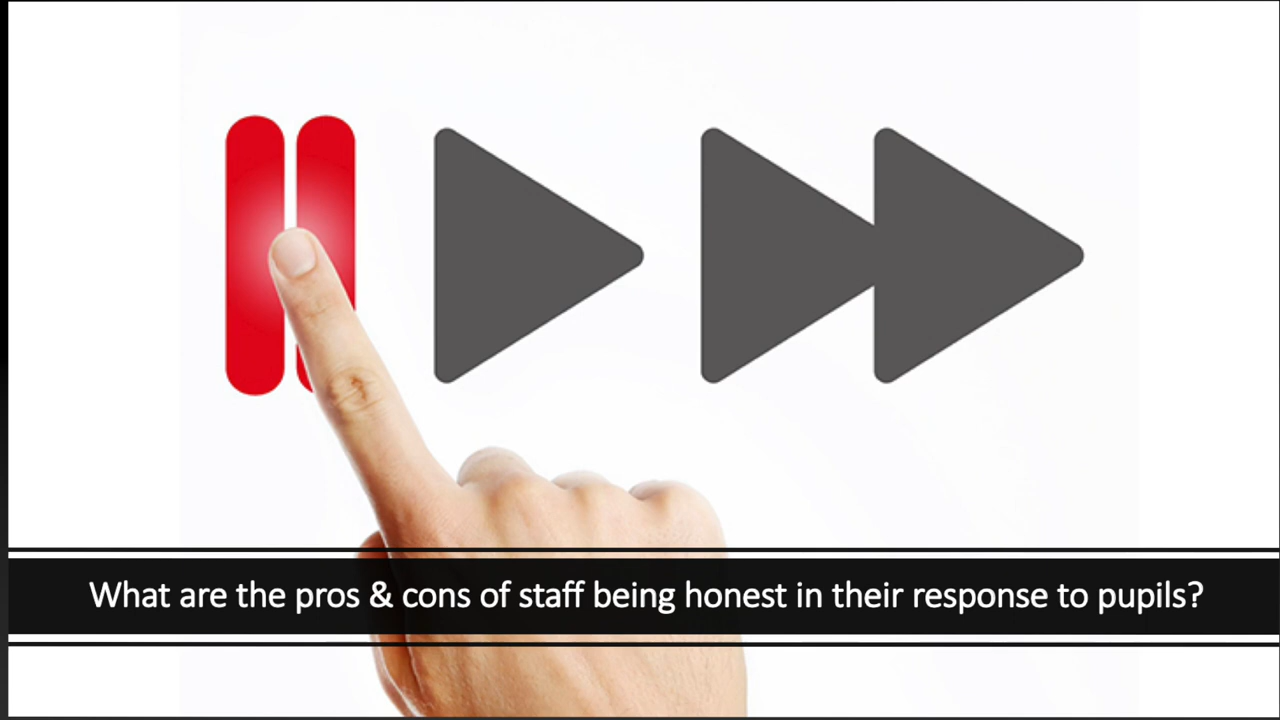 What are the pros & cons of staff being honest in their response to pupils?